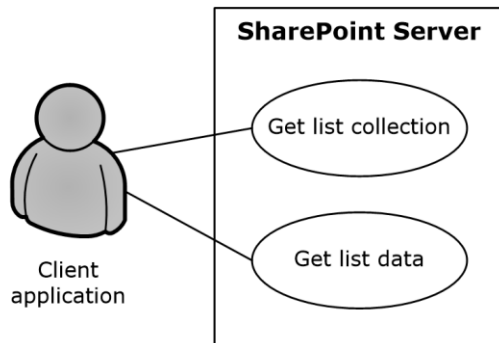 SharePoint Server
Get list collection
Get list data
Client
application